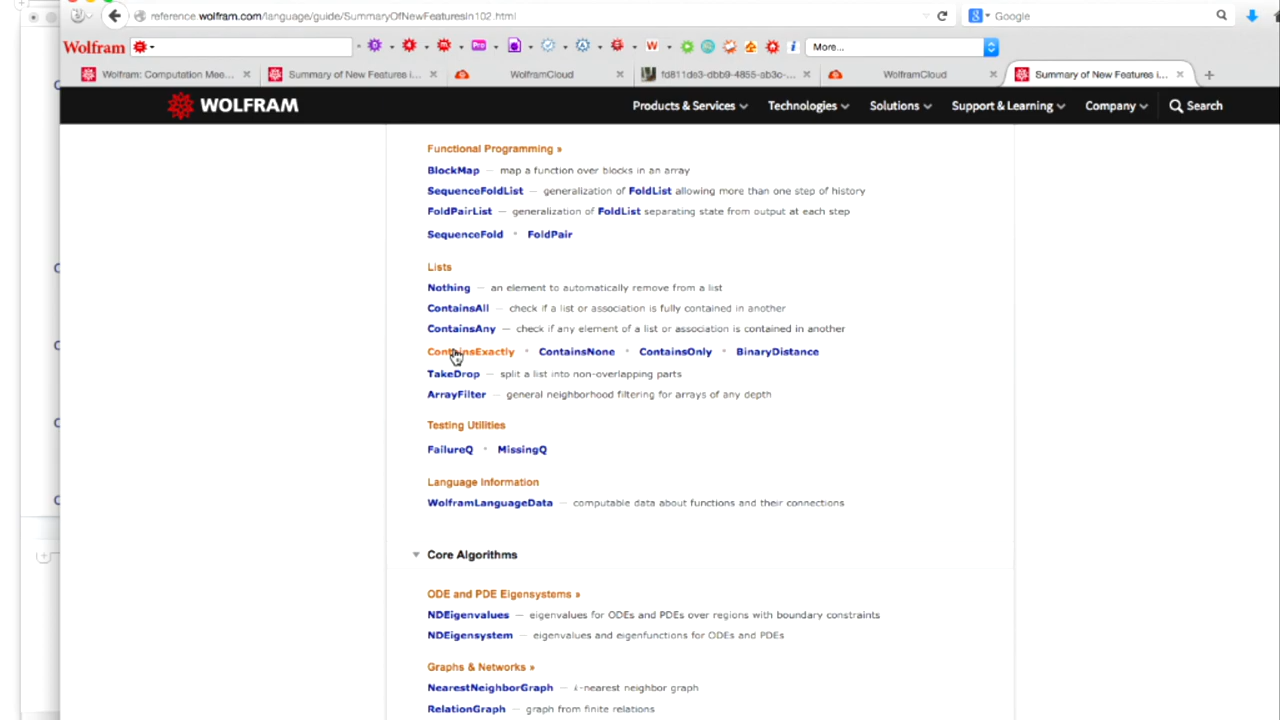 reference.wolfram.com/language/guide/SummaryOfNewFeaturesIn102.html
Google
Wolfram
Pro
W
More...
Wolfram: Computation Mee...
Summary of New Features i...
WolframCloud
fd811de3-dbb9-4855-ab3c-...
WolframCloud
Summary of New Features i...
WOLFRAM
Products & Services
Technologies
Solutions
Support & Learning
Company
Search
Functional Programming »
BlockMap — map a function over blocks in an array
SequenceFoldList — generalization of FoldList allowing more than one step of history
FoldPairList — generalization of FoldList separating state from output at each step
SequenceFold ▪ FoldPair
Lists
Nothing — an element to automatically remove from a list
ContainsAll — check if a list or association is fully contained in another
ContainsAny — check if any element of a list or association is contained in another
ContainsExactly ▪ ContainsNone ▪ ContainsOnly ▪ BinaryDistance
TakeDrop — split a list into non-overlapping parts
ArrayFilter — general neighborhood filtering for arrays of any depth
Testing Utilities
FailureQ ▪ MissingQ
Language Information
WolframLanguageData — computable data about functions and their connections
Core Algorithms
ODE and PDE Eigensystems »
NDEigenvalues — eigenvalues for ODEs and PDEs over regions with boundary constraints
NDEigensystem — eigenvalues and eigenfunctions for ODEs and PDEs
Graphs & Networks »
NearestNeighborGraph — k-nearest neighbor graph
RelationGraph — graph from finite relations